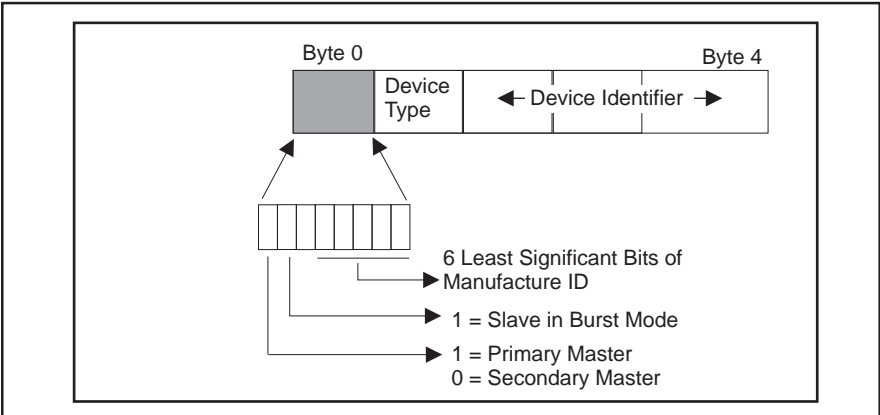 Byte 0
Byte 4
Device
Type
Device Identifier
6 Least Significant Bits of
Manufacture ID
1 = Slave in Burst Mode
1 = Primary Master
0 = Secondary Master